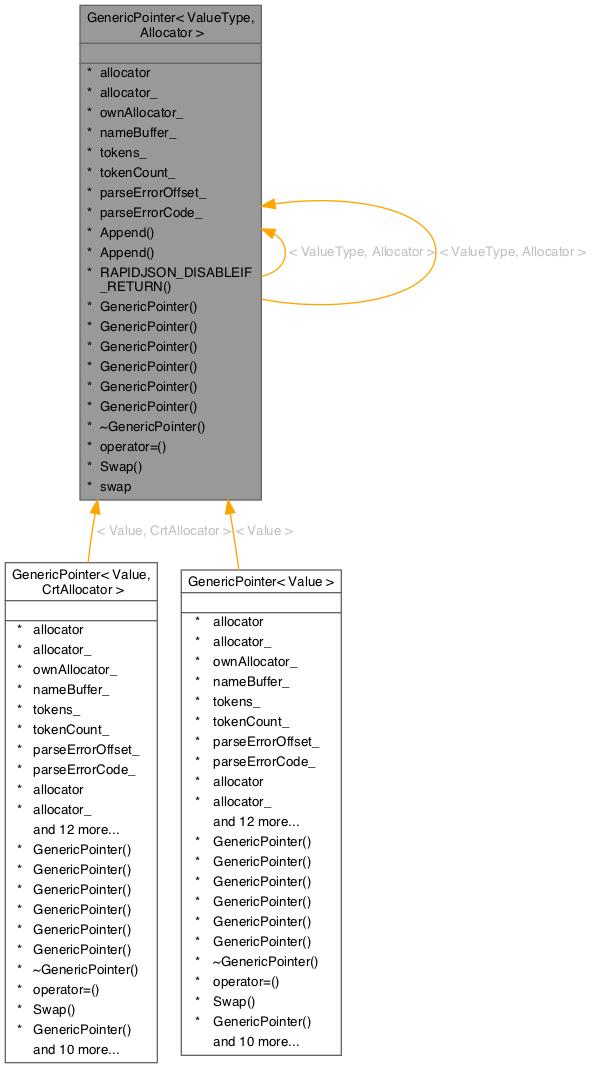 GenericPointer< ValueType,
Allocator >
* allocator
* allocator_
* ownAllocator_
* nameBuffer_
* tokens_
* tokenCount_
* parseErrorOffset_
* parseErrorCode_
* Append()
* Append()
* RAPIDJSON_DISABLEIF
_RETURN()
* GenericPointer()
* GenericPointer()
* GenericPointer()
* GenericPointer()
* GenericPointer()
* GenericPointer()
* ~GenericPointer()
* operator=()
* Swap()
* swap
< ValueType, Allocator >
< ValueType, Allocator >
< Value, CrtAllocator >
< Value >
GenericPointer< Value,
CrtAllocator >
* allocator
* allocator_
* ownAllocator_
* nameBuffer_
* tokens_
* tokenCount_
* parseErrorOffset_
* parseErrorCode_
* allocator
* allocator_
and 12 more...
* GenericPointer()
* GenericPointer()
* GenericPointer()
* GenericPointer()
* GenericPointer()
* GenericPointer()
* ~GenericPointer()
* operator=()
* Swap()
* GenericPointer()
and 10 more...
GenericPointer< Value >
* allocator
* allocator_
* ownAllocator_
* nameBuffer_
* tokens_
* tokenCount_
* parseErrorOffset_
* parseErrorCode_
* allocator
* allocator_
and 12 more...
* GenericPointer()
* GenericPointer()
* GenericPointer()
* GenericPointer()
* GenericPointer()
* GenericPointer()
* ~GenericPointer()
* operator=()
* Swap()
* GenericPointer()
and 10 more...